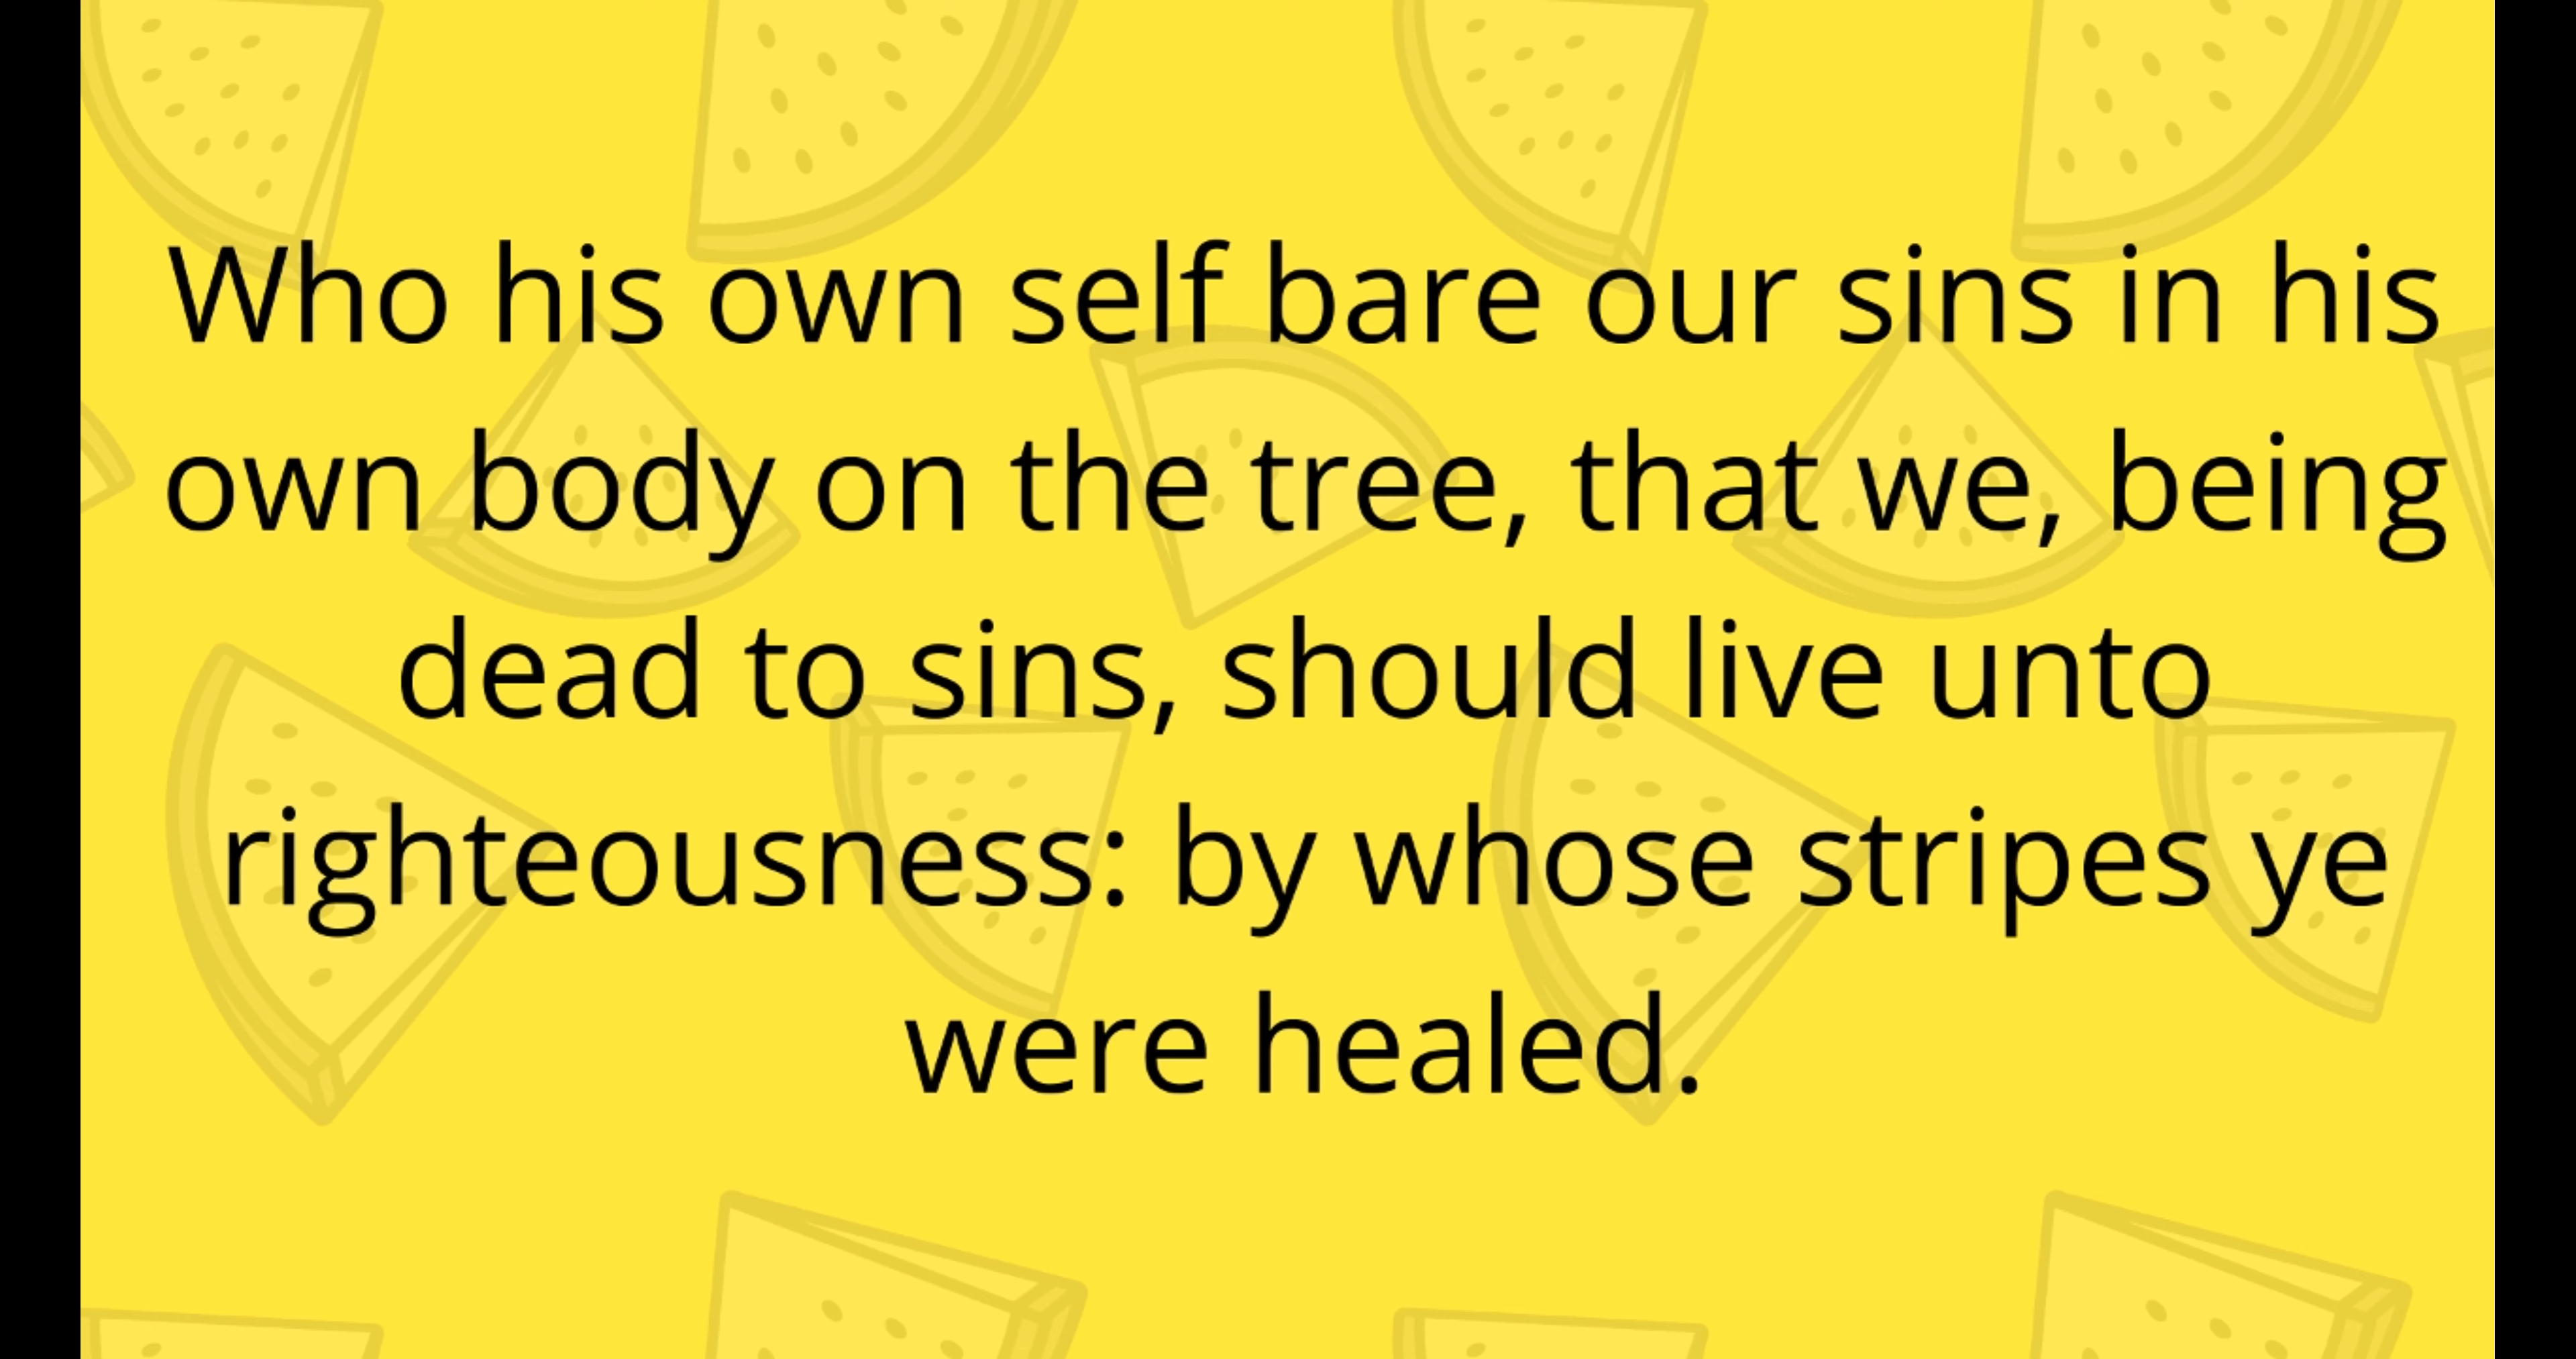 Who his own self bare our sins in his
own body on the tree, that we, being
dead to sins, should live unto
righteousness: by whose stripes ye
were healed.